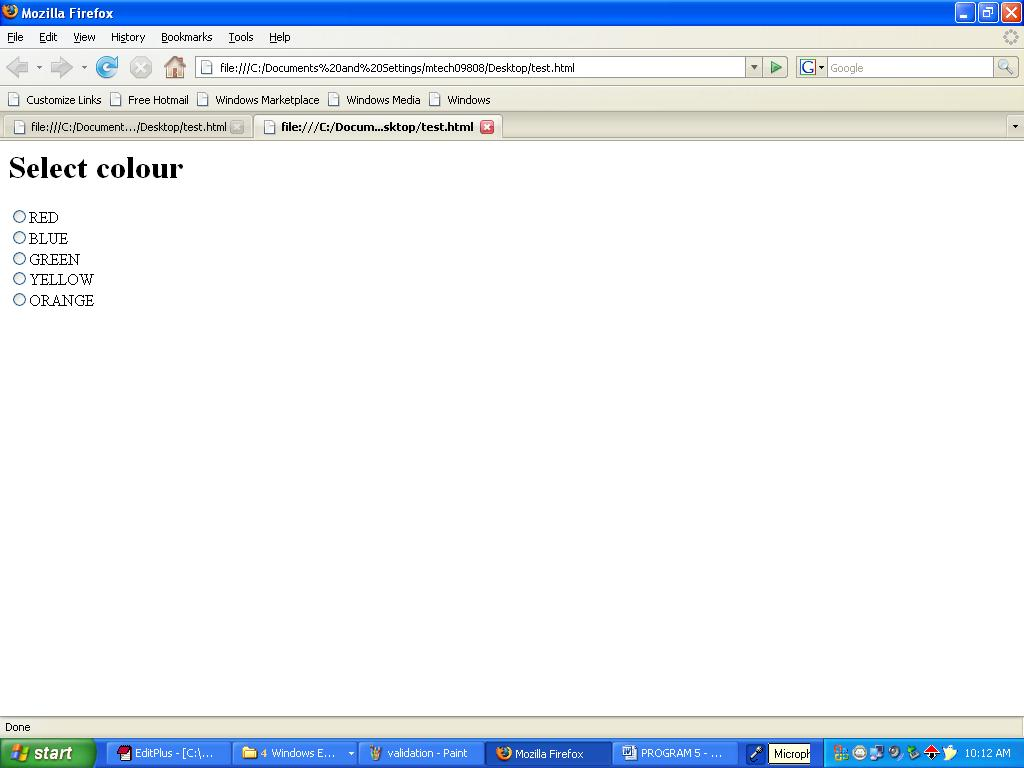 Mozilla Firefox
File Edit View History Bookmarks Tools Help
file:///C:/Documents%20and%20Settings/mtech09808/Desktop/test.html G Google
Customize Links Free Hotmail Windows Marketplace Windows Media Windows
file:///C:/Document.../Desktop/test.html file:///C:/Docum...sktop/test.html
Select colour
RED
BLUE
GREEN
YELLOW
ORANGE
Done
start EditPlus - [C:\... 4 Windows E... validation - Paint Mozilla Firefox PROGRAM 5 - ... Microph 10:12 AM